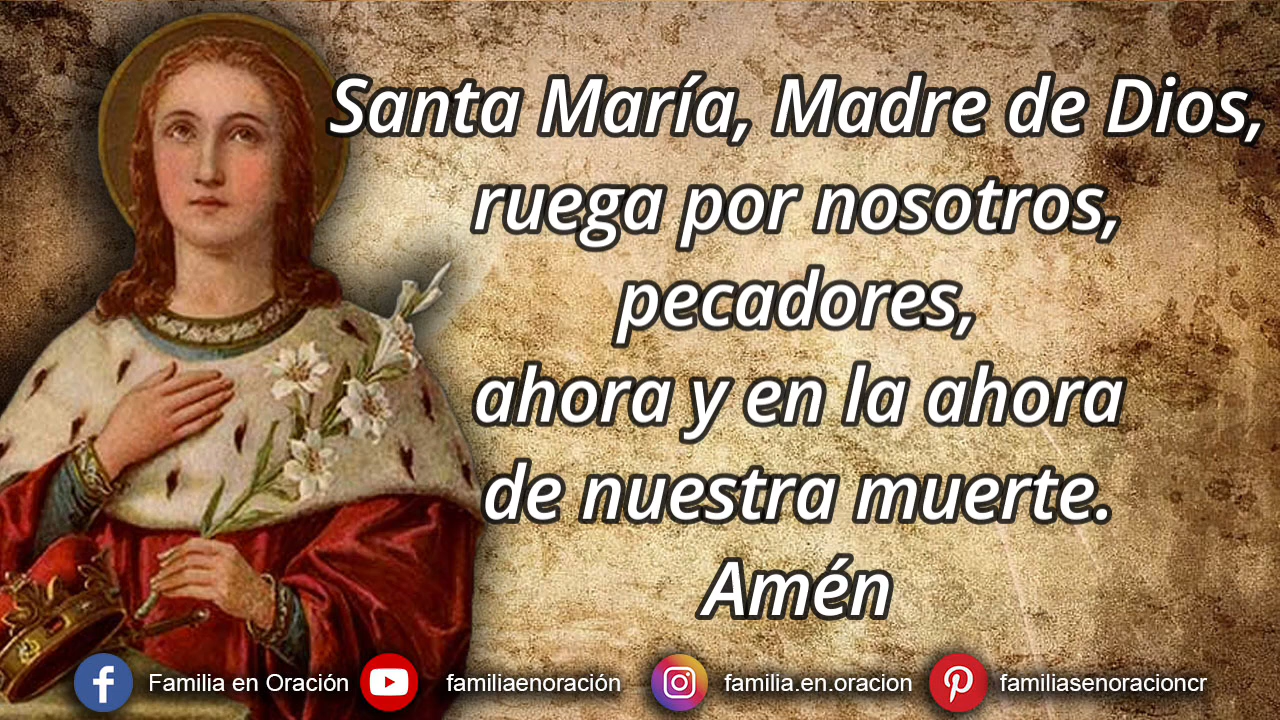 Santa María, Madre de Dios,
ruega por nosotros,
pecadores,
ahora y en la ahora
de nuestra muerte.
Amén
Familia en Oración
familiaenoración
familia.en.oracion
familiasenoracioncr